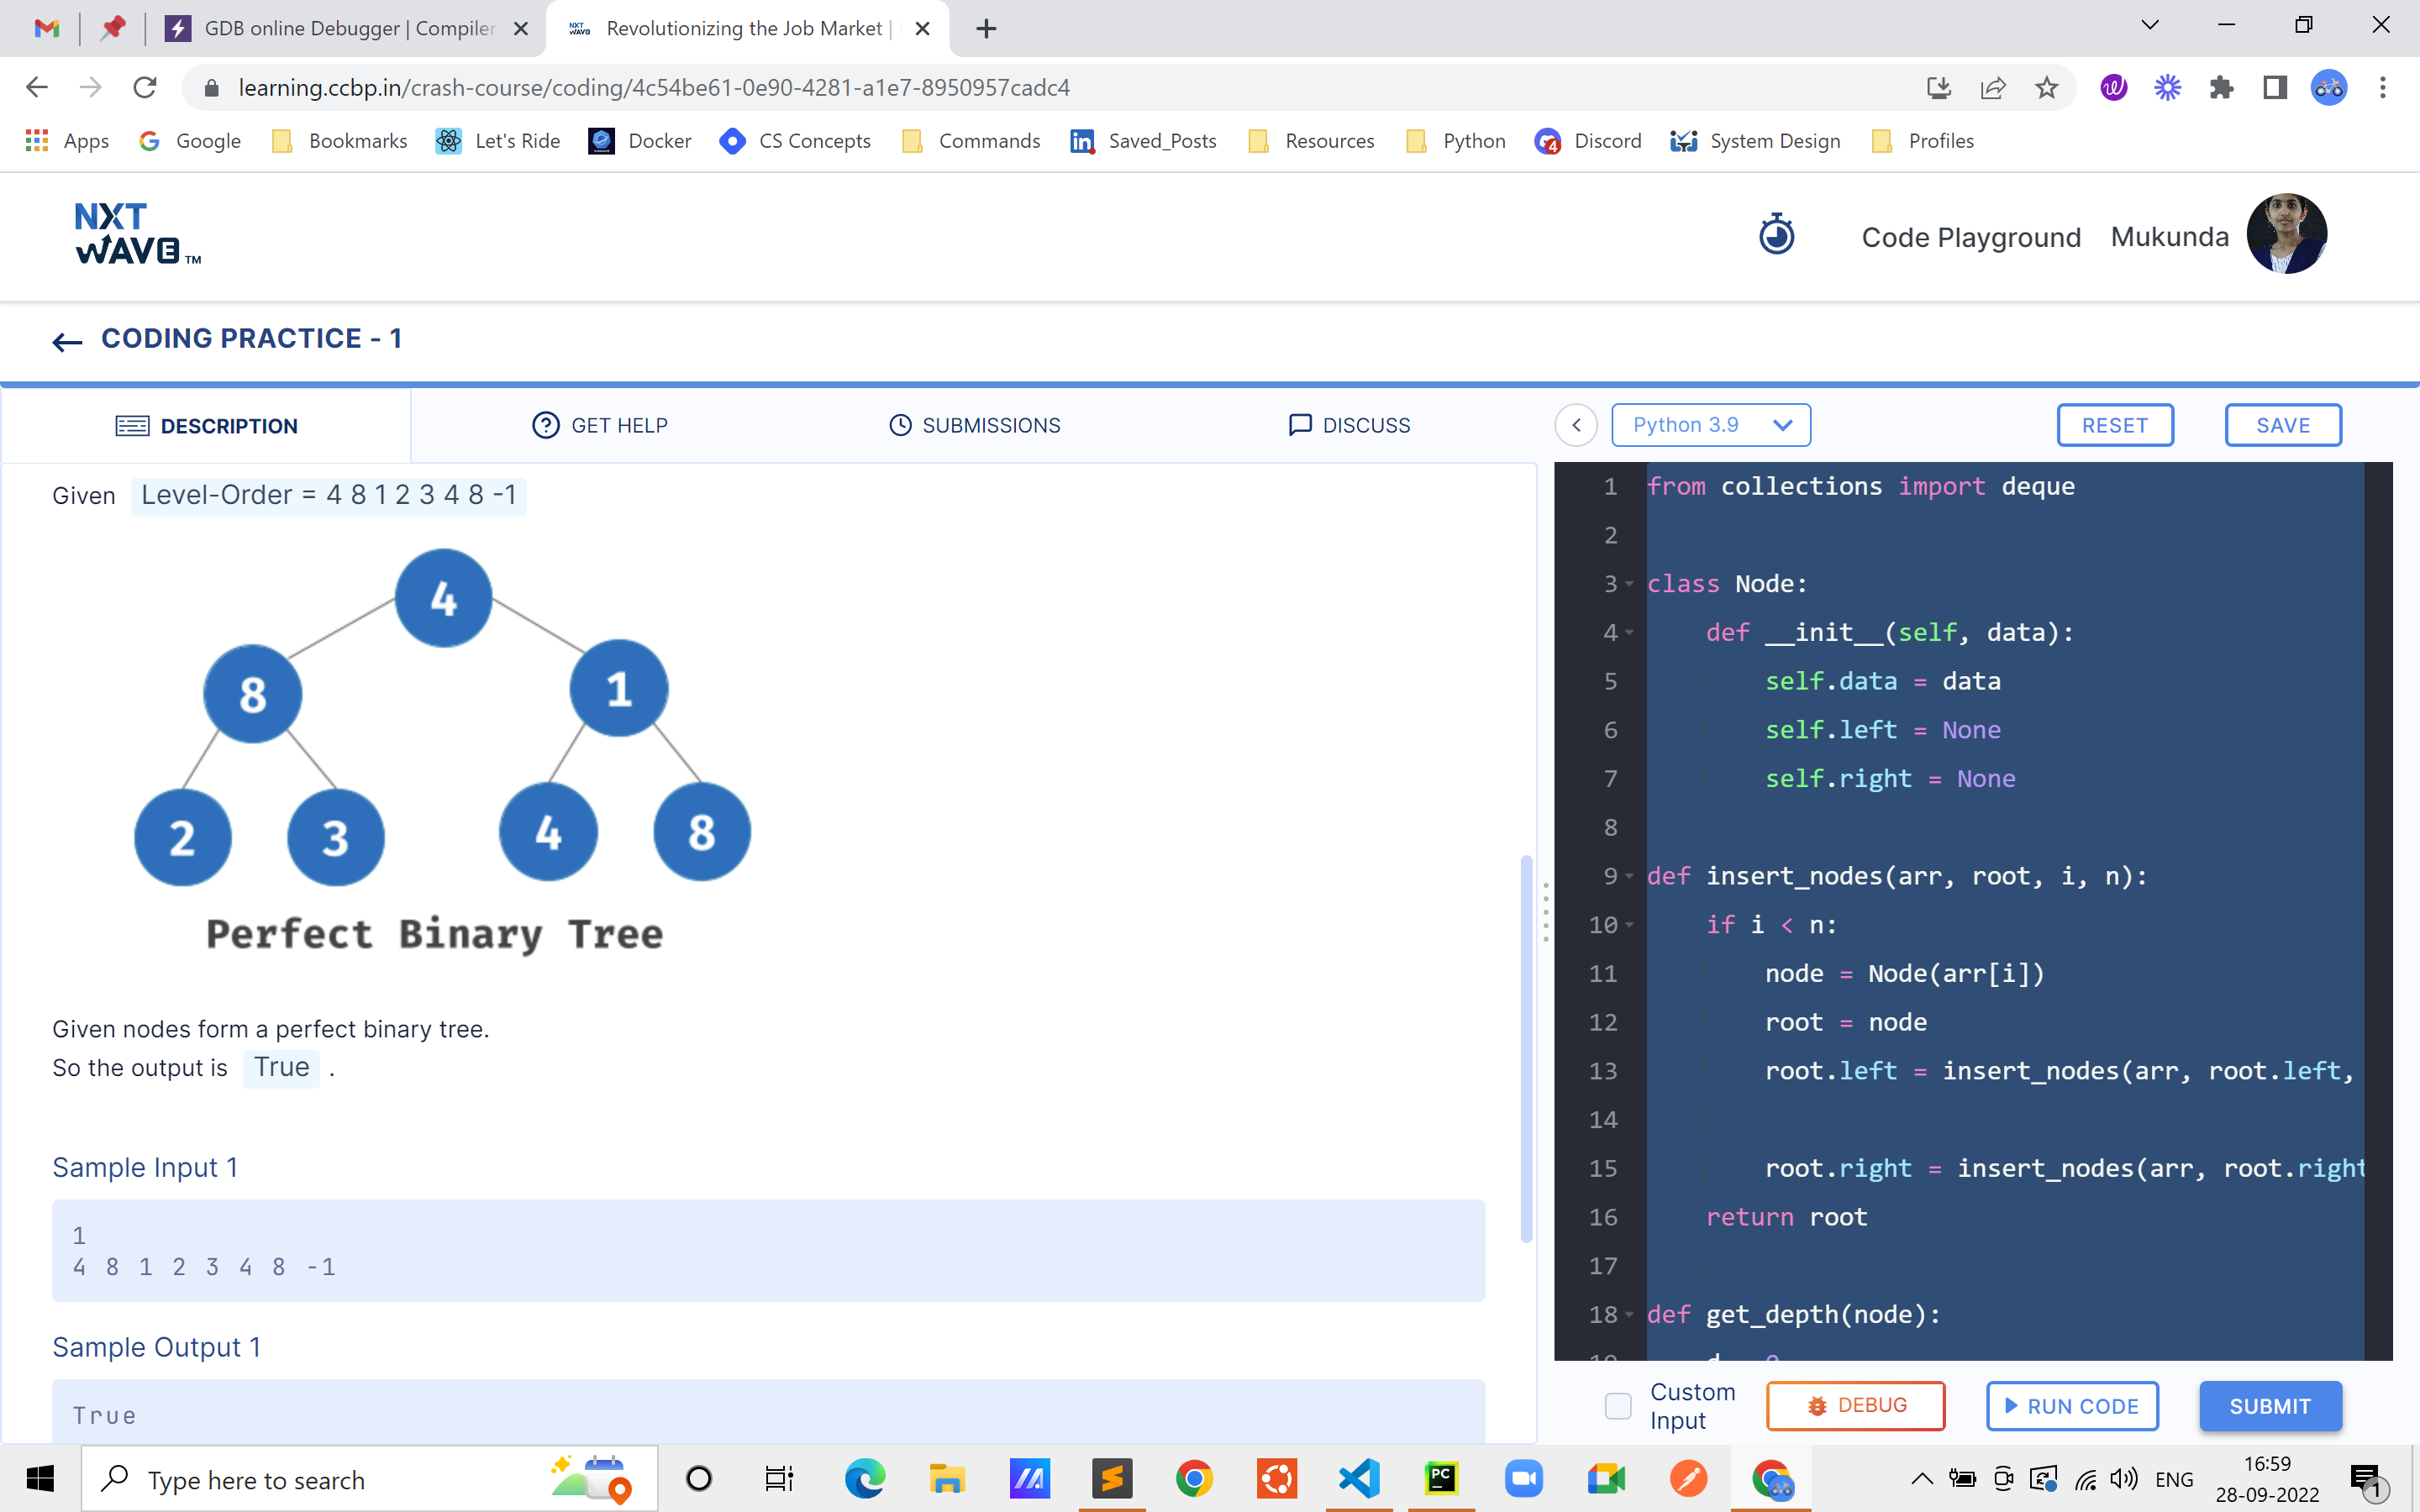 GDB online Debugger | Compiler
Revolutionizing the Job Market |
learning.ccbp.in/crash-course/coding/4c54be61-0e90-4281-a1e7-8950957cadc4
Apps Google Bookmarks Let's Ride Docker CS Concepts Commands Saved_Posts Resources Python Discord System Design Profiles
NXT
WAVE TM
Code Playground Mukunda
CODING PRACTICE - 1
DESCRIPTION GET HELP SUBMISSIONS DISCUSS
Python 3.9 RESET SAVE
Given Level-Order = 4 8 1 2 3 4 8 -1
4
8 1
2 3 4 8
Perfect Binary Tree
Given nodes form a perfect binary tree.
So the output is True .
Sample Input 1
1
4 8 1 2 3 4 8 -1
Sample Output 1
True
1 from collections import deque
2
3 class Node:
4 def __init__(self, data):
5 self.data = data
6 self.left = None
7 self.right = None
8
9 def insert_nodes(arr, root, i, n):
10 if i < n:
11 node = Node(arr[i])
12 root = node
13 root.left = insert_nodes(arr, root.left,
14
15 root.right = insert_nodes(arr, root.right
16 return root
17
18 def get_depth(node):
Custom
Input
DEBUG RUN CODE SUBMIT
Type here to search
PC
ENG
16:59
28-09-2022
1